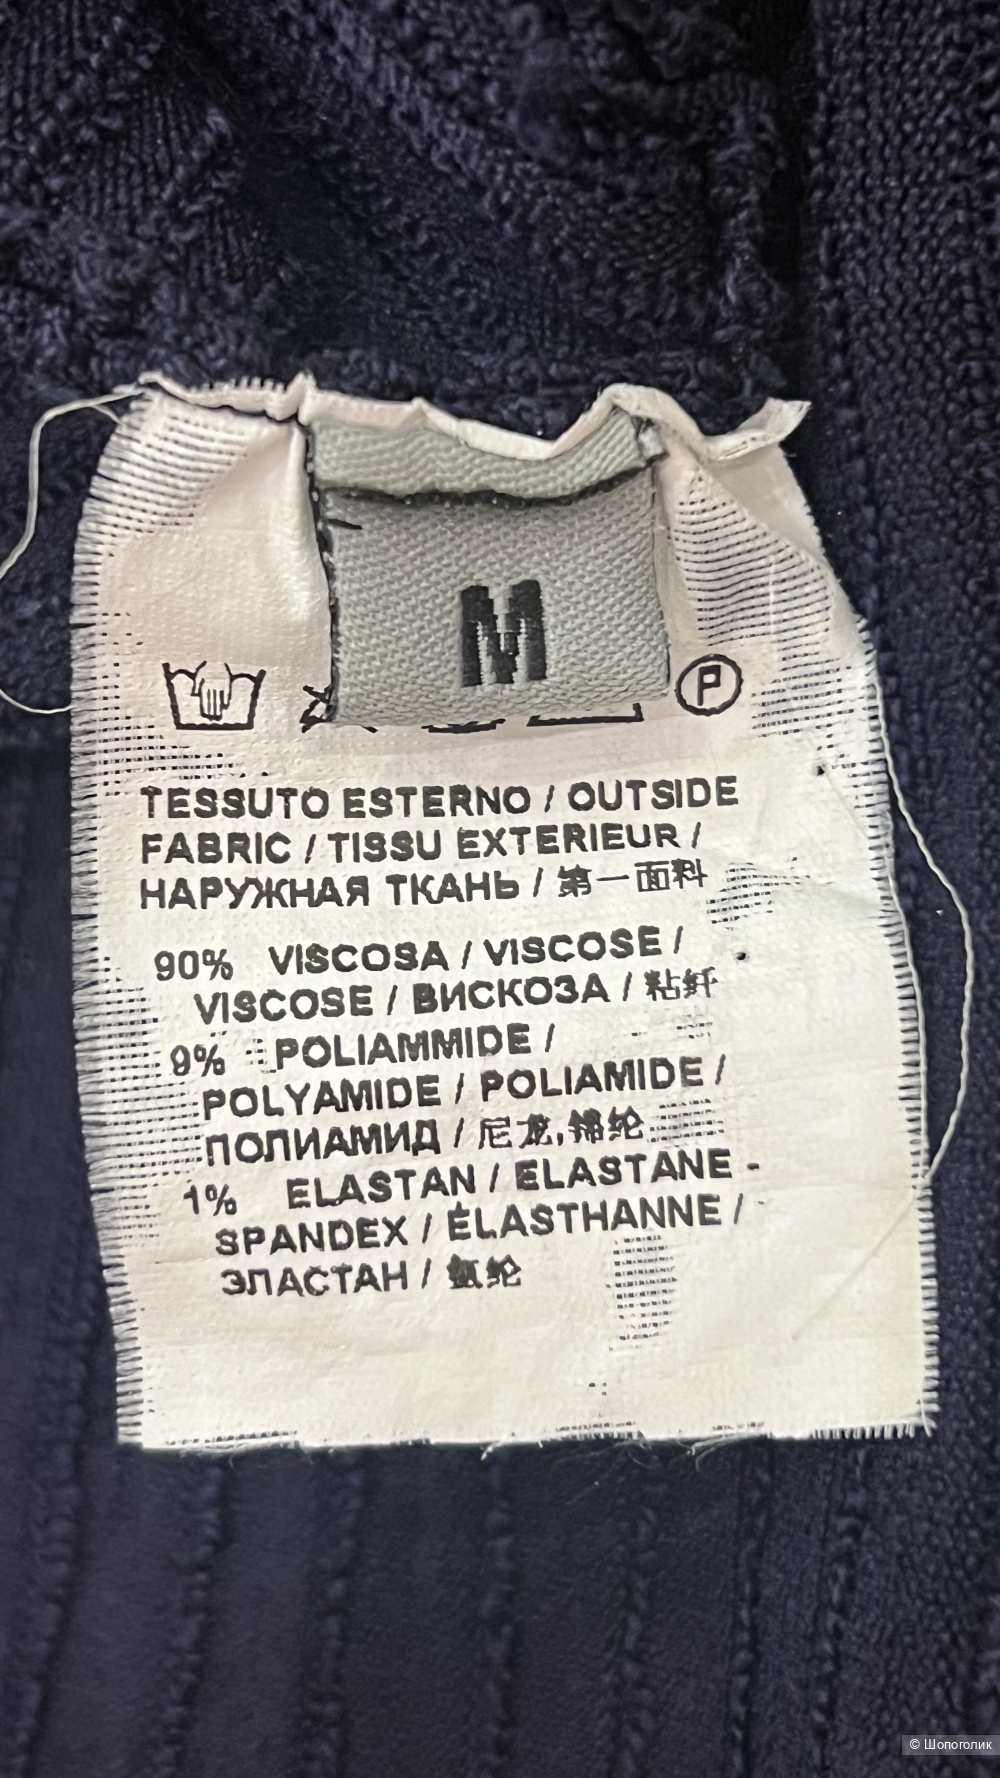 M
P
TESSUTO ESTERNO / OUTSIDE
FABRIC / TISSU EXTERIEUR /
НАРУЖНАЯ ТКАНЬ / 第一面料
90% VISCOSA / VISCOSE /
VISCOSE / ВИСКОЗА / 粘纤
9% POLIAMMIDE /
POLYAMIDE / POLIAMIDE /
ПОЛИАМИД / 尼龙,锦纶
1% ELASTAN / ELASTANE -
SPANDEX / ÉLASTHANNE /
ЭЛАСТАН / 氨纶
© Шопоголик